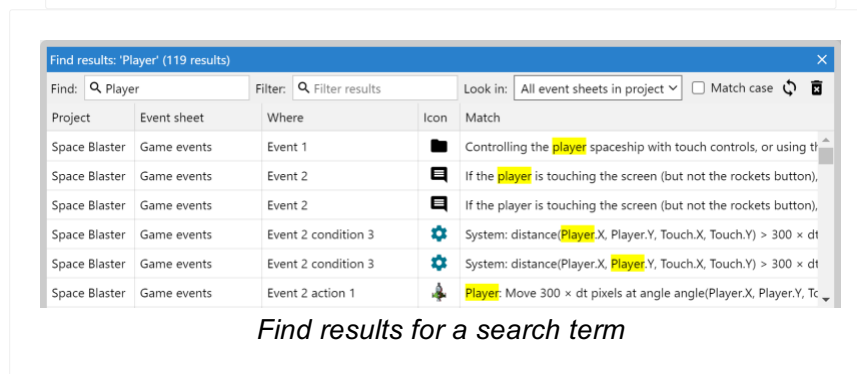 Find results: 'Player' (119 results)
Find: Player Filter: Filter results Look in: All event sheets in project Match case
Project Event sheet Where Icon Match
Space Blaster Game events Event 1 Controlling the player spaceship with touch controls, or using
Space Blaster Game events Event 2 If the player is touching the screen (but not the rockets button),
Space Blaster Game events Event 2 If the player is touching the screen (but not the rockets button),
Space Blaster Game events Event 2 condition 3 System: distance(Player.X, Player.Y, Touch.X, Touch.Y) > 300 × dt
Space Blaster Game events Event 2 condition 3 System: distance(Player.X, Player.Y, Touch.X, Touch.Y) > 300 × dt
Space Blaster Game events Event 2 action 1 Player: Move 300 × dt pixels at angle angle(Player.X, Player.Y,
Find results for a search term